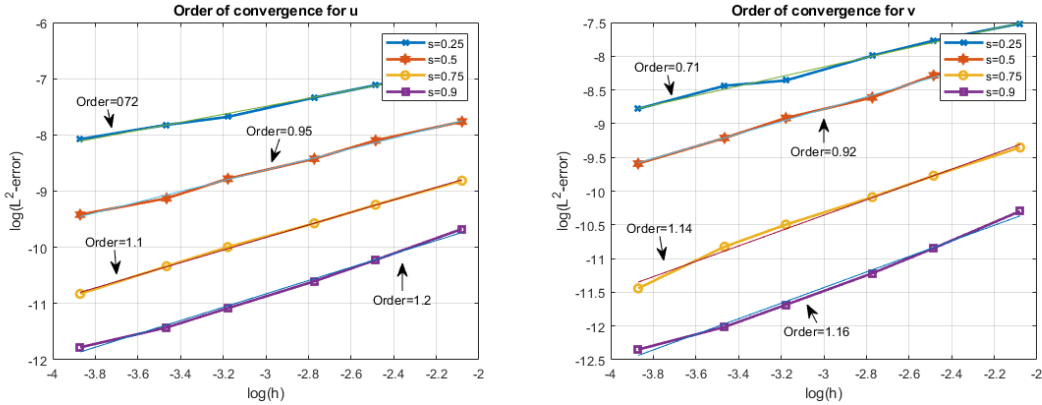 Order of convergence for u
-6
-7
-8
-9
-10
-11
-12
log(L²-error)
s=0.25
s=0.5
s=0.75
s=0.9
Order=072
Order=0.95
Order=1.1
Order=1.2
-4
-3.8
-3.6
-3.4
-3.2
-3
-2.8
-2.6
-2.4
-2.2
-2
log(h)
Order of convergence for v
-7.5
-8
-8.5
-9
-9.5
-10
-10.5
-11
-11.5
-12
-12.5
log(L²-error)
s=0.25
s=0.5
s=0.75
s=0.9
Order=0.71
Order=0.92
Order=1.14
Order=1.16
-4
-3.8
-3.6
-3.4
-3.2
-3
-2.8
-2.6
-2.4
-2.2
-2
log(h)